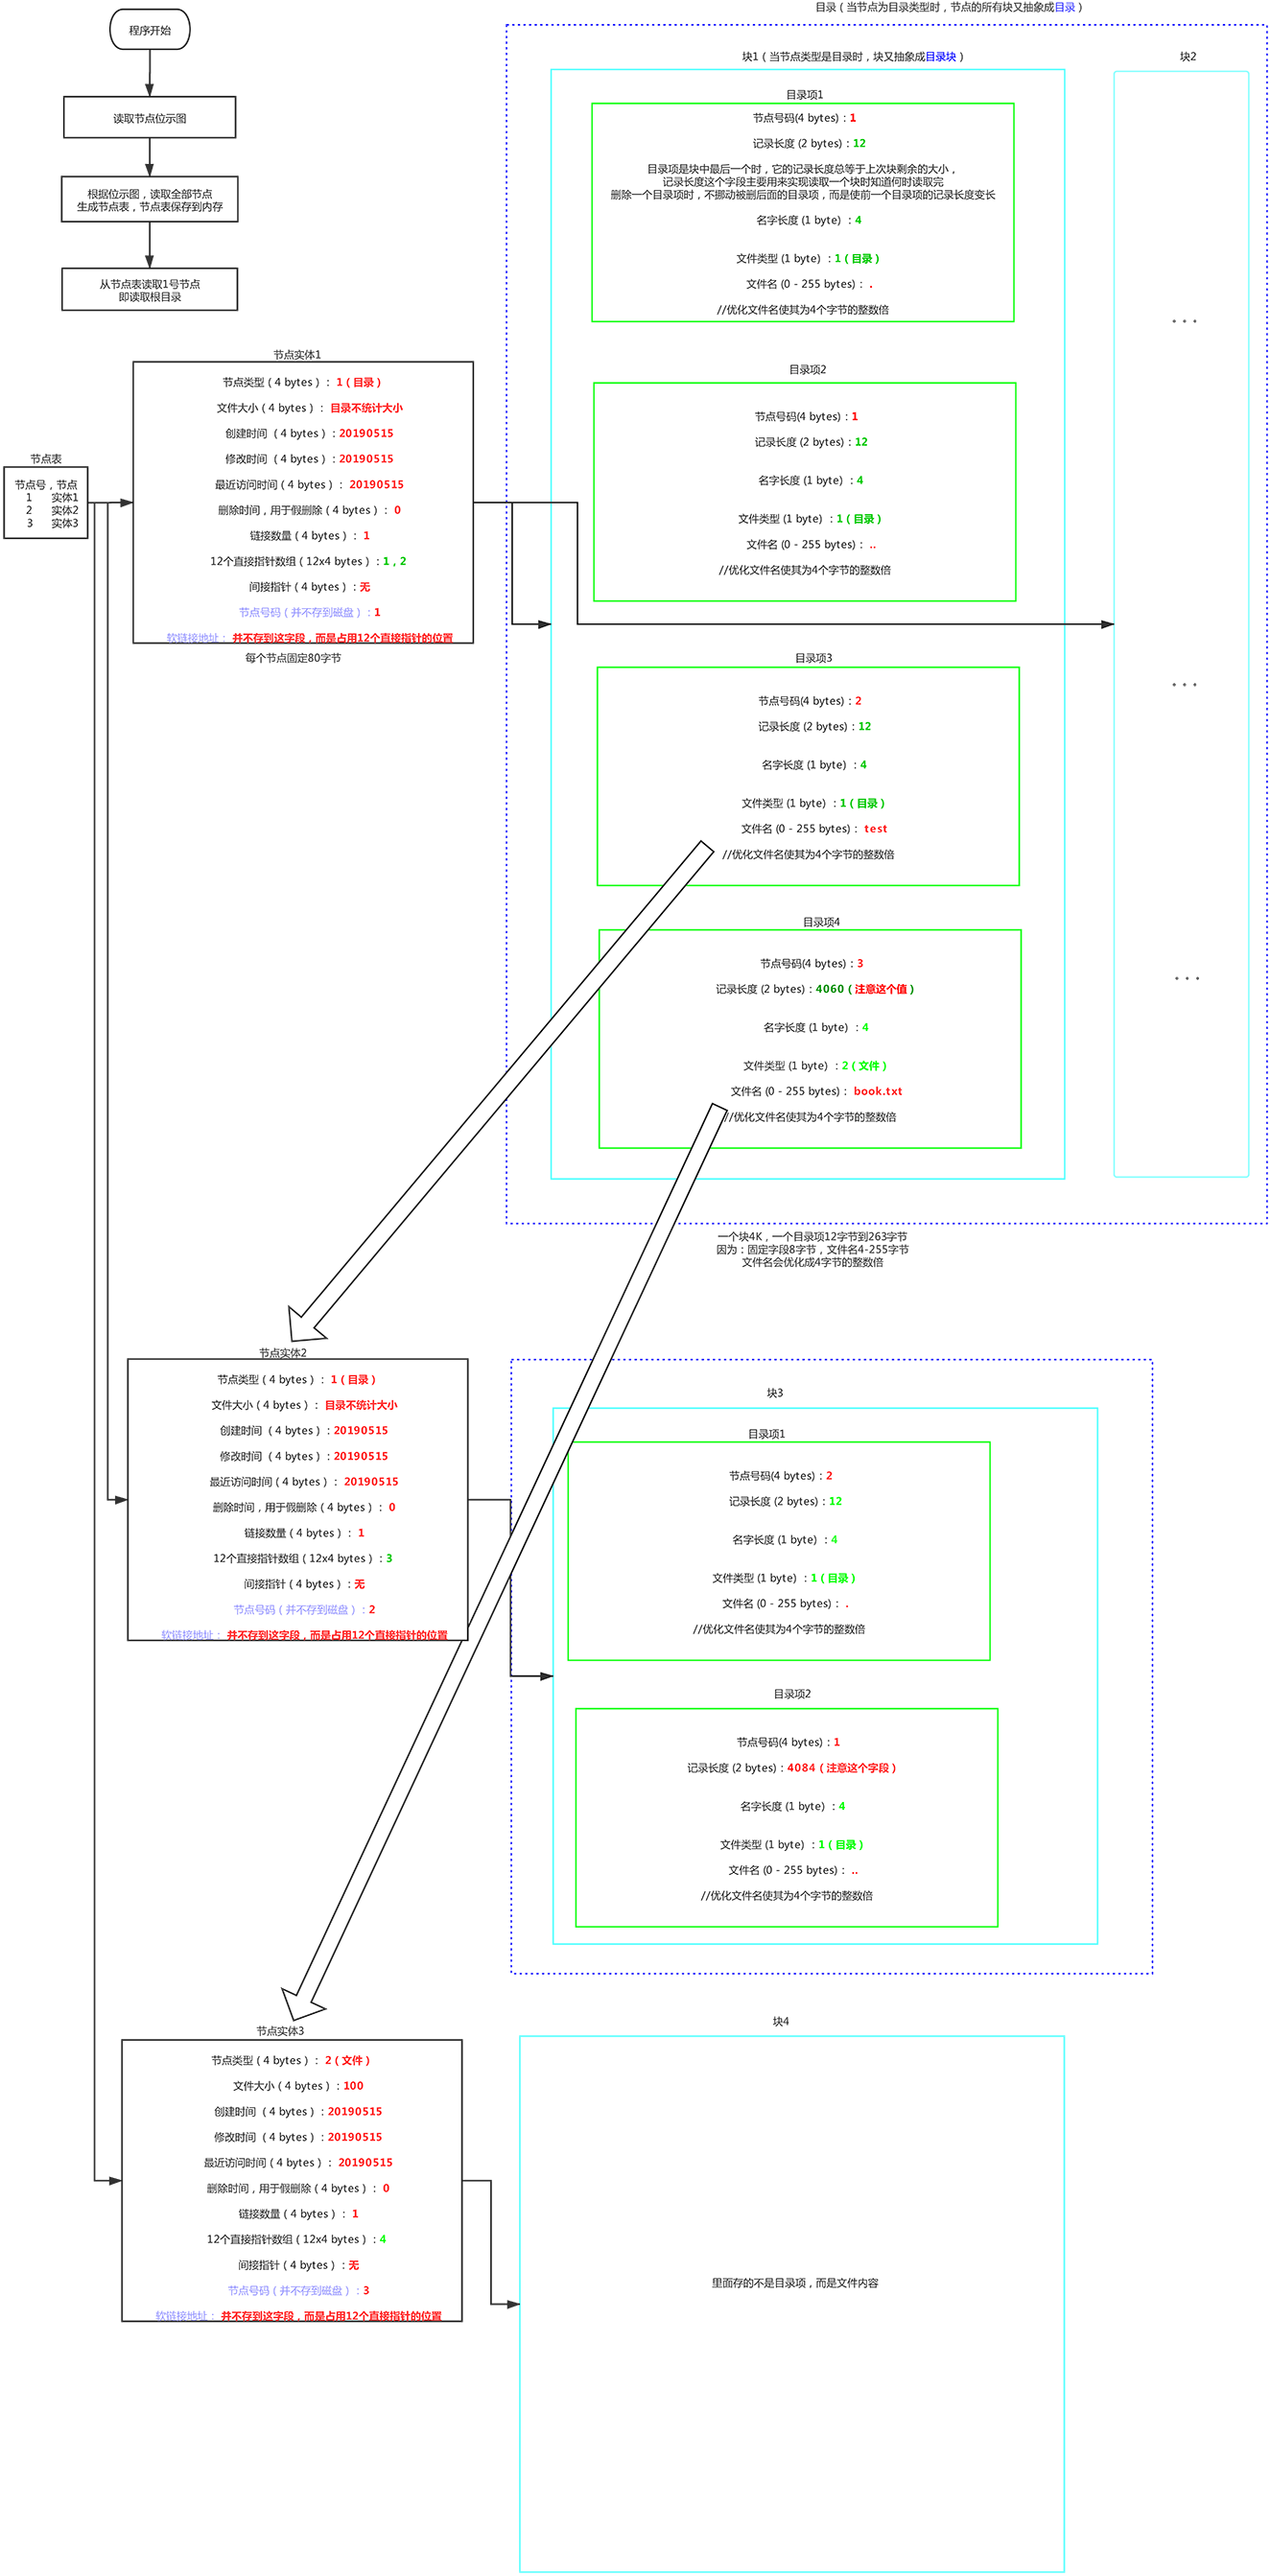 程序开始
读取节点位示图
根据位示图，读取全部节点
生成节点表，节点表保存到内存
从节点表读取1号节点
即读取根目录
目录（当节点为目录类型时，节点的所有块又抽象成目录）
块1（当节点类型是目录时，块又抽象成目录块）
块2
目录项1
节点号码(4 bytes)：1
记录长度 (2 bytes)：12
目录项是块中最后一个时，它的记录长度总等于上次块剩余的大小，
记录长度这个字段主要用来实现读取一个块时知道何时读取完
删除一个目录项时，不挪动被删后面的目录项，而是使前一个目录项的记录长度变长
名字长度 (1 byte) ：4
文件类型 (1 byte) ：1（目录）
文件名 (0 - 255 bytes)： .
//优化文件名使其为4个字节的整数倍
...
目录项2
节点号码(4 bytes)：1
记录长度 (2 bytes)：12
名字长度 (1 byte) ：4
文件类型 (1 byte) ：1（目录）
文件名 (0 - 255 bytes)： ..
//优化文件名使其为4个字节的整数倍
节点实体1
节点类型（4 bytes）： 1（目录）
文件大小（4 bytes）： 目录不统计大小
创建时间 （4 bytes）：20190515
修改时间 （4 bytes）：20190515
最近访问时间（4 bytes）： 20190515
删除时间，用于假删除（4 bytes）： 0
链接数量（4 bytes）： 1
12个直接指针数组（12x4 bytes）：1，2
间接指针（4 bytes）：无
节点号码（并不存到磁盘）：1
软链接地址： 并不存到这字段，而是占用12个直接指针的位置
每个节点固定80字节
节点表
节点号，节点
1 实体1
2 实体2
3 实体3
目录项3
节点号码(4 bytes)：2
记录长度 (2 bytes)：12
名字长度 (1 byte) ：4
文件类型 (1 byte) ：1（目录）
文件名 (0 - 255 bytes)： test
//优化文件名使其为4个字节的整数倍
...
目录项4
节点号码(4 bytes)：3
记录长度 (2 bytes)：4060（注意这个值）
名字长度 (1 byte) ：4
文件类型 (1 byte) ：2（文件）
文件名 (0 - 255 bytes)： book.txt
//优化文件名使其为4个字节的整数倍
...
一个块4K，一个目录项12字节到263字节
因为：固定字段8字节，文件名4-255字节
文件名会优化成4字节的整数倍
节点实体2
节点类型（4 bytes）： 1（目录）
文件大小（4 bytes）： 目录不统计大小
创建时间 （4 bytes）：20190515
修改时间 （4 bytes）：20190515
最近访问时间（4 bytes）： 20190515
删除时间，用于假删除（4 bytes）： 0
链接数量（4 bytes）： 1
12个直接指针数组（12x4 bytes）：3
间接指针（4 bytes）：无
节点号码（并不存到磁盘）：2
软链接地址： 并不存到这字段，而是占用12个直接指针的位置
块3
目录项1
节点号码(4 bytes)：2
记录长度 (2 bytes)：12
名字长度 (1 byte) ：4
文件类型 (1 byte) ：1（目录）
文件名 (0 - 255 bytes)： .
//优化文件名使其为4个字节的整数倍
目录项2
节点号码(4 bytes)：1
记录长度 (2 bytes)：4084（注意这个字段）
名字长度 (1 byte) ：4
文件类型 (1 byte) ：1（目录）
文件名 (0 - 255 bytes)： ..
//优化文件名使其为4个字节的整数倍
节点实体3
节点类型（4 bytes）： 2（文件）
文件大小（4 bytes）：100
创建时间 （4 bytes）：20190515
修改时间 （4 bytes）：20190515
最近访问时间（4 bytes）： 20190515
删除时间，用于假删除（4 bytes）： 0
链接数量（4 bytes）： 1
12个直接指针数组（12x4 bytes）：4
间接指针（4 bytes）：无
节点号码（并不存到磁盘）：3
软链接地址： 并不存到这字段，而是占用12个直接指针的位置
块4
里面存的不是目录项，而是文件内容